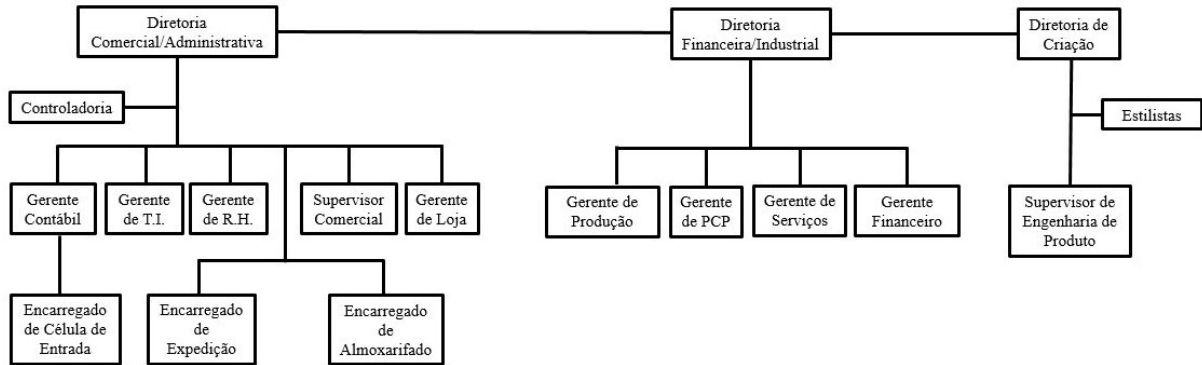 Diretoria
Comercial/Administrativa
Diretoria
Financeira/Industrial
Diretoria de
Criação
Controladoria
Estilistas
Gerente
Contábil
Gerente
de T.I.
Gerente
de R.H.
Supervisor
Comercial
Gerente
de Loja
Gerente de
Produção
Gerente
de PCP
Gerente de
Serviços
Gerente
Financeiro
Supervisor de
Engenharia de
Produto
Encarregado
de Célula de
Entrada
Encarregado
de
Expedição
Encarregado
de
Almoxarifado